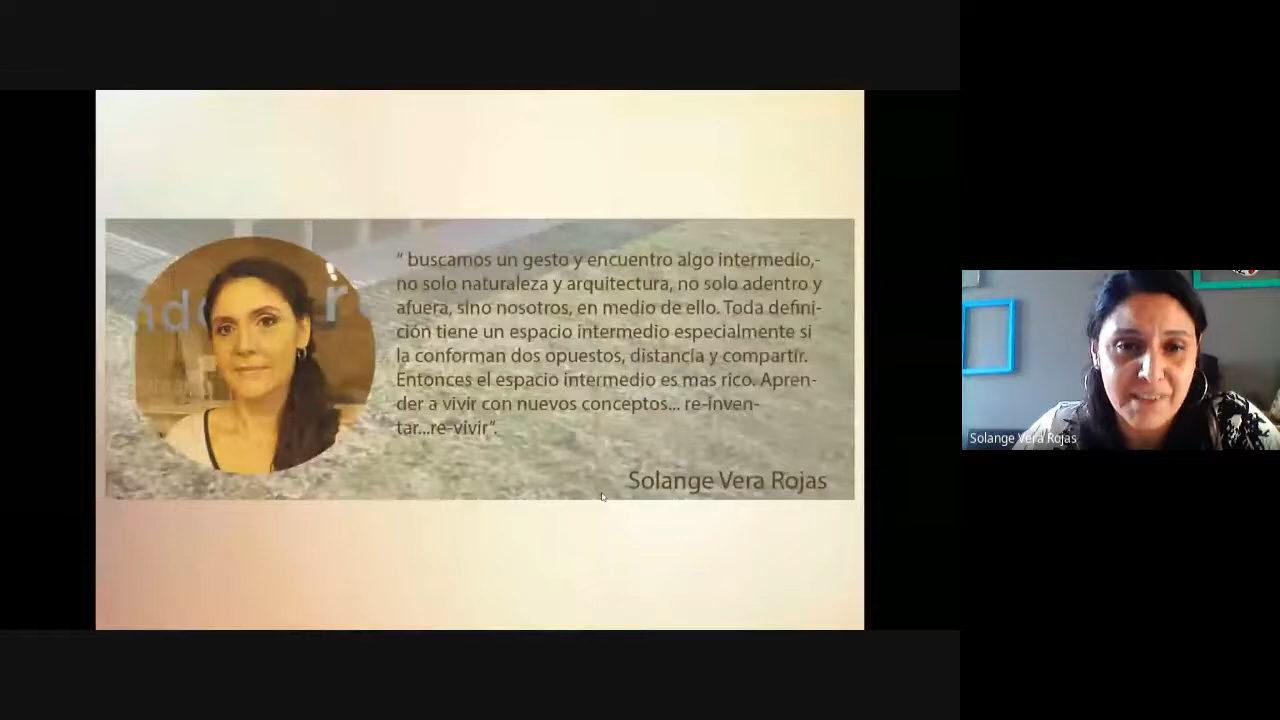 “ buscamos un gesto y encuentro algo intermedio,-
no solo naturaleza y arquitectura, no solo adentro y
afuera, sino nosotros, en medio de ello. Toda defini-
ción tiene un espacio intermedio especialmente si
la conforman dos opuestos, distancia y compartir.
Entonces el espacio intermedio es mas rico. Apren-
der a vivir con nuevos conceptos... re-inven-
tar...re-vivir“.
Solange Vera Rojas
Solange Vera Rojas